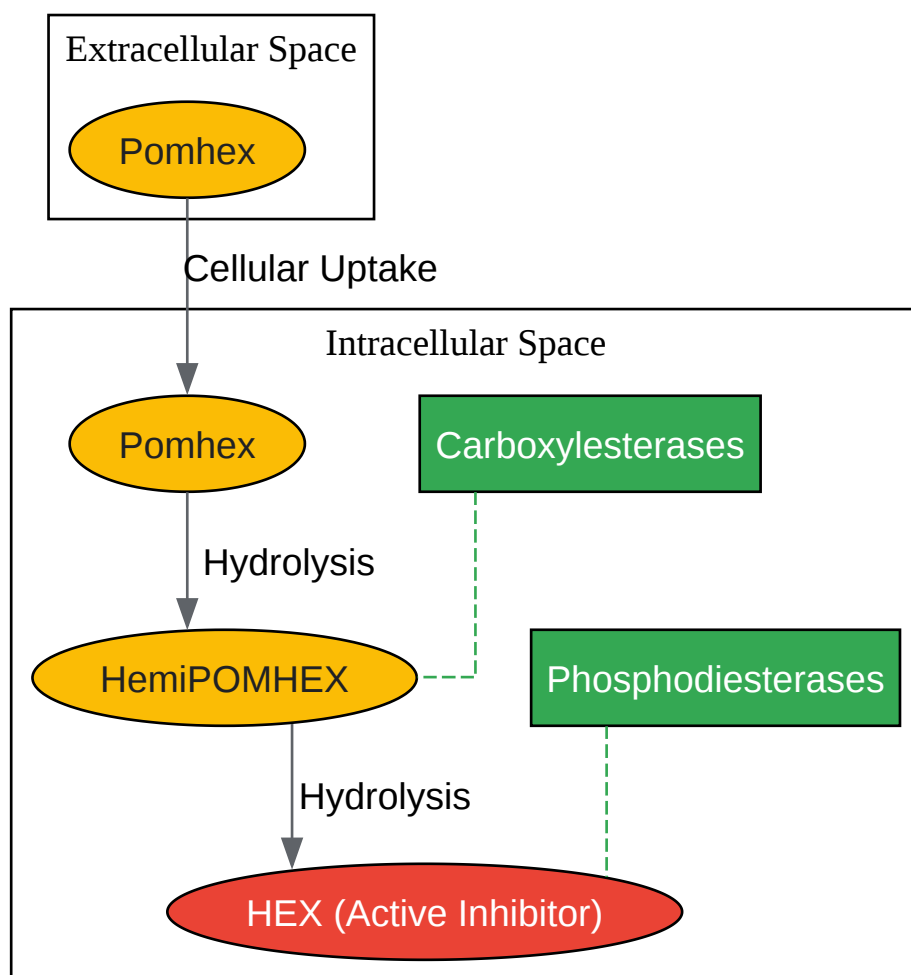 Extracellular Space
Pomhex
Cellular Uptake
Intracellular Space
Pomhex
Carboxylesterases
Hydrolysis
HemiPOMHEX
Phosphodiesterases
Hydrolysis
HEX (Active Inhibitor)